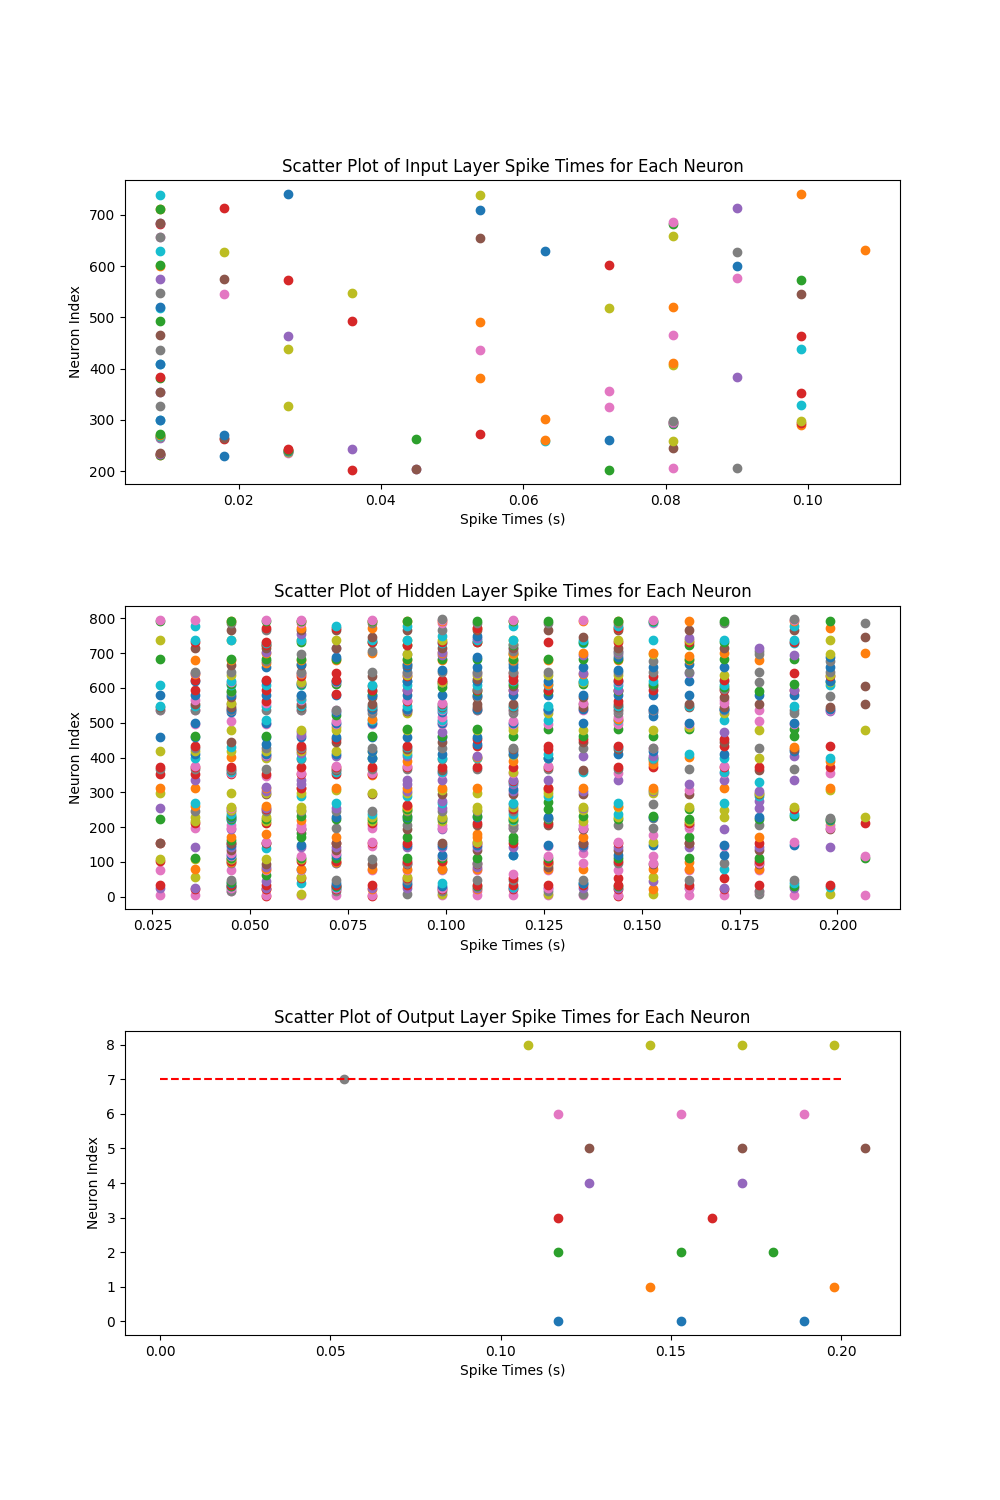 Scatter Plot of Input Layer Spike Times for Each Neuron
Neuron Index
700
600
500
400
300
200
0.02 0.04 0.06 0.08 0.10
Spike Times (s)
Scatter Plot of Hidden Layer Spike Times for Each Neuron
Neuron Index
800
700
600
500
400
300
200
100
0
0.025 0.050 0.075 0.100 0.125 0.150 0.175 0.200
Spike Times (s)
Scatter Plot of Output Layer Spike Times for Each Neuron
Neuron Index
8
7
6
5
4
3
2
1
0
0.00 0.05 0.10 0.15 0.20
Spike Times (s)